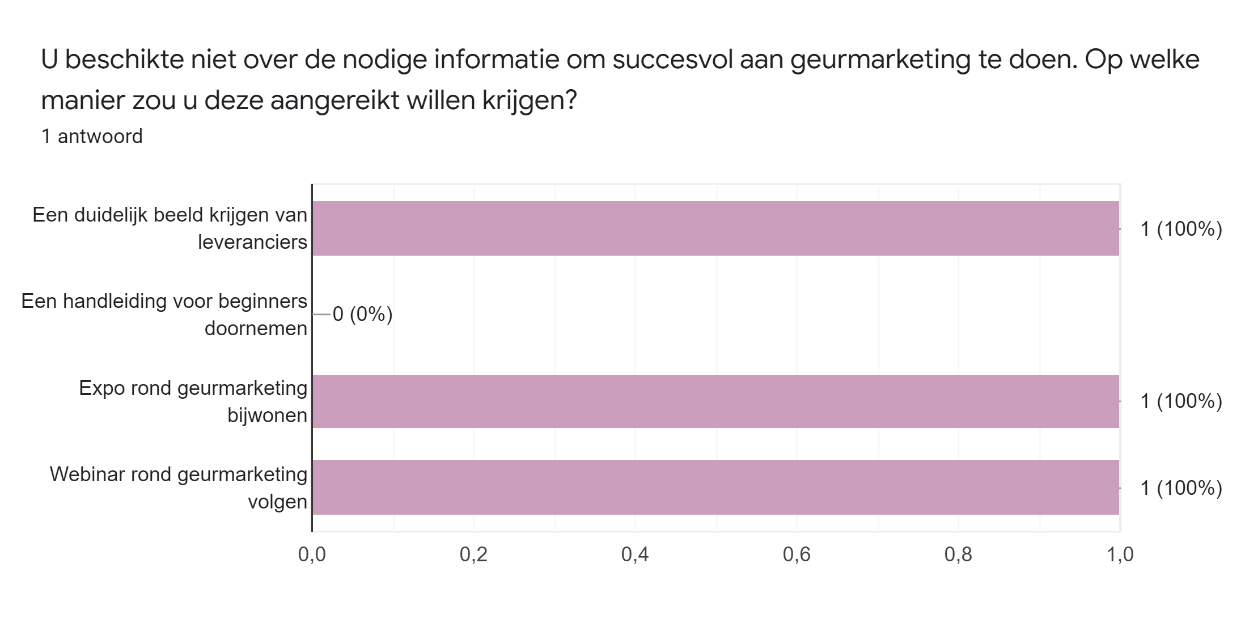 U beschikte niet over de nodige informatie om succesvol aan geurmarketing te doen. Op welke
manier zou u deze aangereikt willen krijgen?
1 antwoord
Een duidelijk beeld krijgen van
leveranciers
1 (100%)
Een handleiding voor beginners
doornemen
0 (0%)
Expo rond geurmarketing
bijwonen
1 (100%)
Webinar rond geurmarketing
volgen
1 (100%)
0,0 0,2 0,4 0,6 0,8 1,0